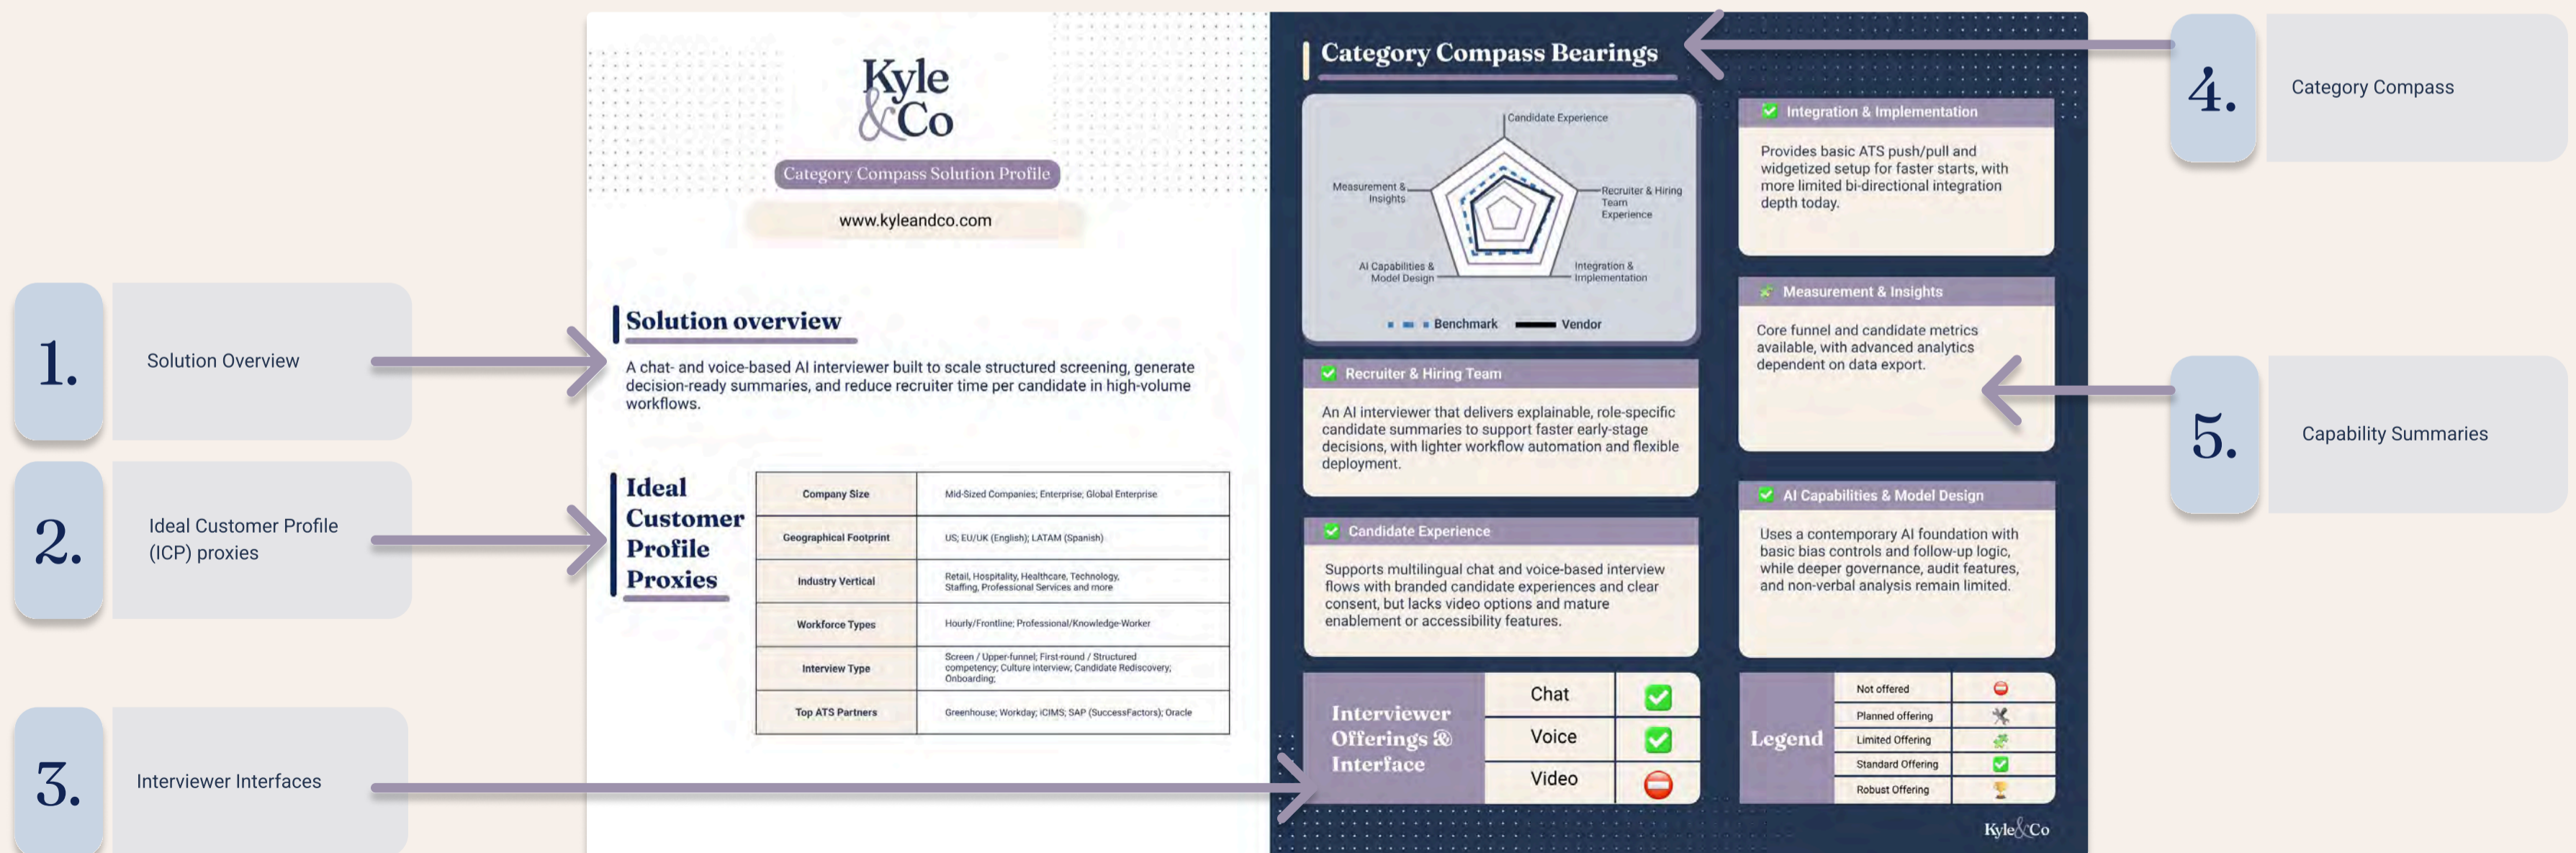 1.
Solution Overview
2.
Ideal Customer Profile
(ICP) proxies
3.
Interviewer Interfaces
Kyle
&Co
Category Compass Solution Profile
www.kyleandco.com
Solution overview
A chat- and voice-based AI interviewer built to scale structured screening, generate
decision-ready summaries, and reduce recruiter time per candidate in high-volume
workflows.
Ideal
Customer
Profile
Proxies
Company Size
Mid-Sized Companies; Enterprise; Global Enterprise
Geographical Footprint
US; EU/UK (English); LATAM (Spanish)
Industry Vertical
Retail, Hospitality, Healthcare, Technology,
Staffing, Professional Services and more
Workforce Types
Hourly/Frontline; Professional/Knowledge-Worker
Interview Type
Screen / Upper-funnel; First-round / Structured
competency; Culture interview; Candidate Rediscovery;
Onboarding;
Top ATS Partners
Greenhouse; Workday; iCIMS; SAP (SuccessFactors); Oracle
Category Compass Bearings
Candidate Experience
Measurement &
Insights
Recruiter & Hiring
Team
Experience
AI Capabilities &
Model Design
Integration &
Implementation
Benchmark
Vendor
Recruiter & Hiring Team
An AI interviewer that delivers explainable, role-specific
candidate summaries to support faster early-stage
decisions, with lighter workflow automation and flexible
deployment.
Candidate Experience
Supports multilingual chat and voice-based interview
flows with branded candidate experiences and clear
consent, but lacks video options and mature
enablement or accessibility features.
Interviewer
Offerings &
Interface
Chat
Voice
Video
Integration & Implementation
Provides basic ATS push/pull and
widgetized setup for faster starts, with
more limited bi-directional integration
depth today.
Measurement & Insights
Core funnel and candidate metrics
available, with advanced analytics
dependent on data export.
AI Capabilities & Model Design
Uses a contemporary AI foundation with
basic bias controls and follow-up logic,
while deeper governance, audit features,
and non-verbal analysis remain limited.
Legend
Not offered
Planned offering
Limited Offering
Standard Offering
Robust Offering
Kyle&Co
4.
Category Compass
5.
Capability Summaries